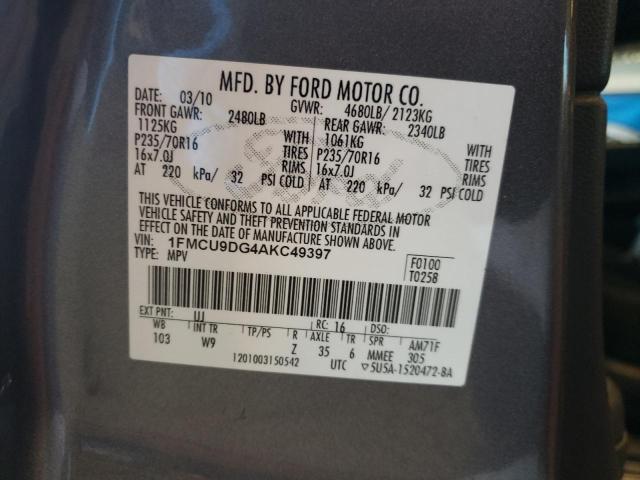 MFD. BY FORD MOTOR CO.
DATE: 03/10 GVWR: 4680LB/ 2123KG
FRONT GAWR: 2480LB REAR GAWR: 2340LB
1125KG WITH 1061KG WITH
P235/70R16 TIRES P235/70R16 TIRES
16x7.0J RIMS 16x7.0J RIMS
AT 220 kPa/ 32 PSI COLD AT 220 kPa/ 32 PSI COLD
THIS VEHICLE CONFORMS TO ALL APPLICABLE FEDERAL MOTOR
VEHICLE SAFETY AND THEFT PREVENTION STANDARDS IN
EFFECT ON THE DATE OF MANUFACTURE SHOWN ABOVE.
VIN: 1FMCU9DG4AKC49397
TYPE: MPV
F0100
T0258
EXT PNT: UJ RC: 16 DSO:
WB INT TR TP/PS R AXLE TR SPR AM71F
103 W9 Z 35 6 MMEE 305
1201003150542 UTC ▽5U5A-1520472-BA
Ford